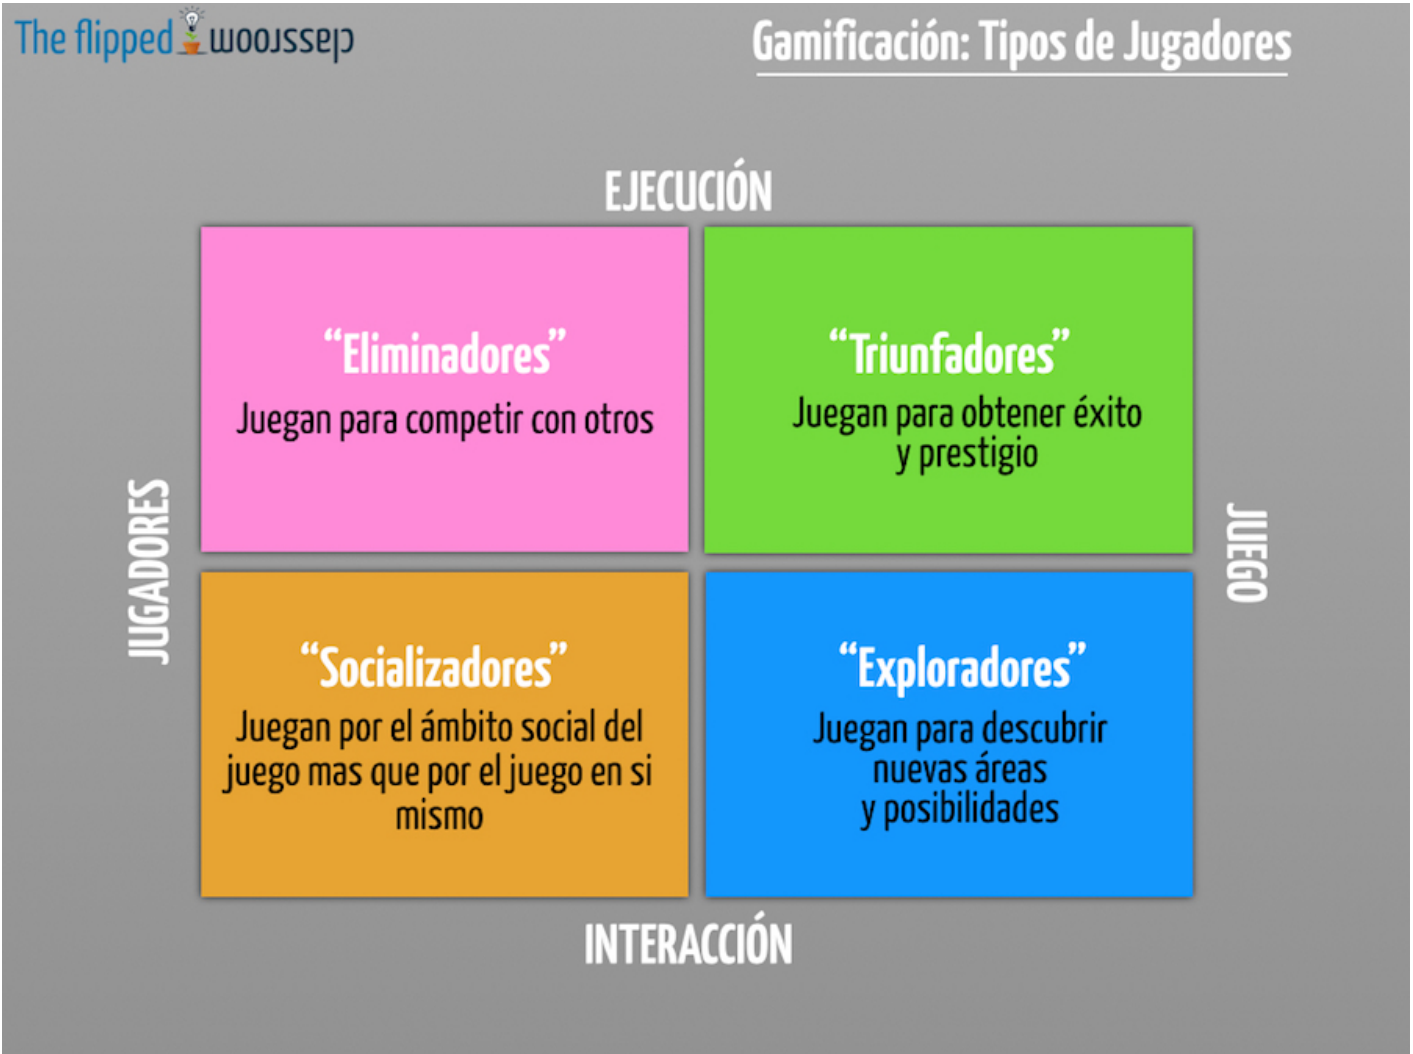 The flipped classroom
Gamificación: Tipos de Jugadores
EJECUCIÓN
“Eliminadores”
Juegan para competir con otros
“Triunfadores”
Juegan para obtener éxito
y prestigio
JUGADORES
JUEGO
“Socializadores”
Juegan por el ámbito social del
juego mas que por el juego en si
mismo
“Exploradores”
Juegan para descubrir
nuevas áreas
y posibilidades
INTERACCIÓN